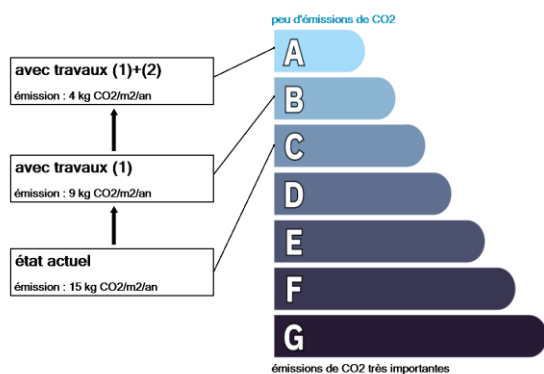 peu d'émissions de CO2
A
avec travaux (1)+(2)
émission : 4 kg CO2/m2/an
B
C
avec travaux (1)
émission : 9 kg CO2/m2/an
D
E
état actuel
émission : 15 kg CO2/m2/an
F
G
émissions de CO2 très importantes